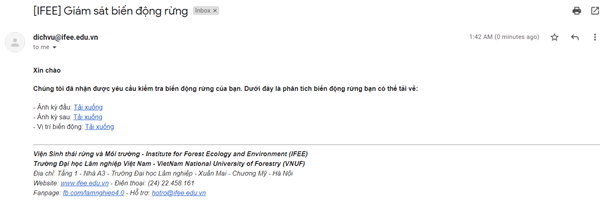 [IFEE] Giám sát biến động rừng Inbox ×
dichvu@ifee.edu.vn 1:42 AM (0 minutes ago)
to me
Xin chào
Chúng tôi đã nhận được yêu cầu kiểm tra biến động rừng của bạn. Dưới đây là phân tích biến động rừng bạn có thể tải về:
- Ảnh kỳ đầu: Tải xuống
- Ảnh kỳ sau: Tải xuống
- Vị trí biến động: Tải xuống
Viện Sinh thái rừng và Môi trường - Institute for Forest Ecology and Environment (IFEE)
Trường Đại học Lâm nghiệp Việt Nam - VietNam National University of Forestry (VNUF)
Địa chỉ: Tầng 1 - Nhà A3 - Trường Đại học Lâm nghiệp - Xuân Mai - Chương Mỹ - Hà Nội
Website: www.ifee.edu.vn - Điện thoại: (24) 22.458.161
Fanpage: fb.com/lamnghiep4.0 - Hỗ trợ: hotro@ifee.edu.vn